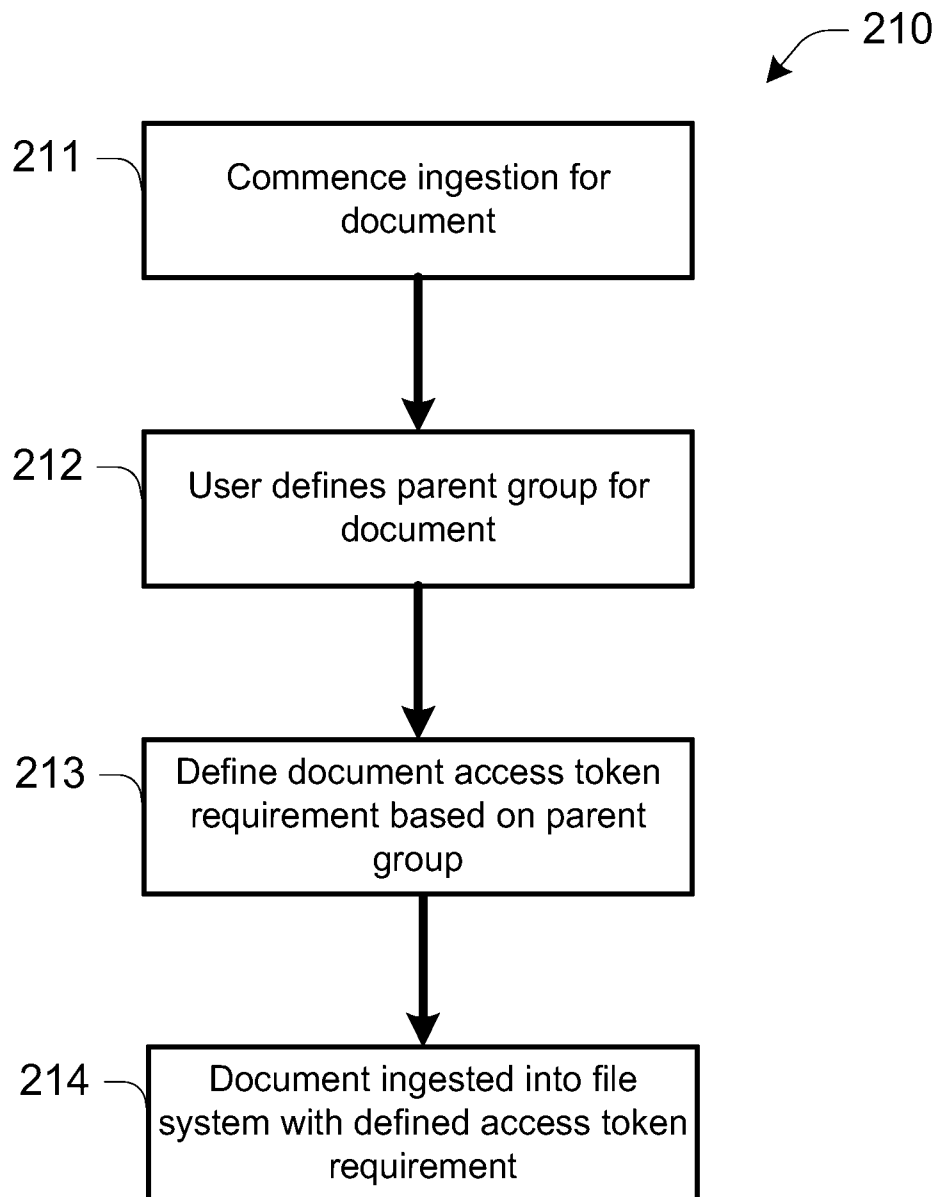 210
211
Commence ingestion for
document
212
User defines parent group for
document
213
Define document access token
requirement based on parent
group
214
Document ingested into file
system with defined access token
requirement